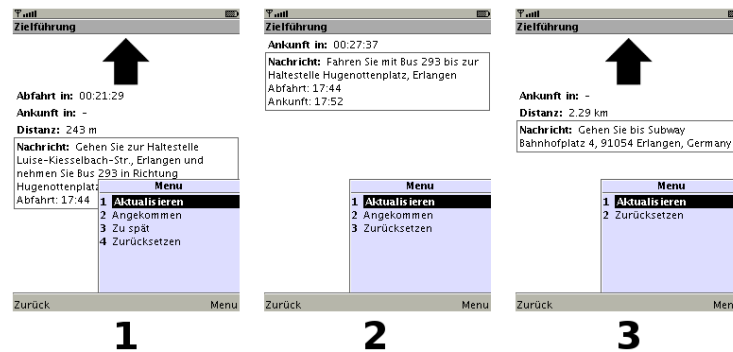 Zielführung
Abfahrt in: 00:21:29
Ankunft in: -
Distanz: 243 m
Nachricht: Gehen Sie zur Haltestelle
Luise-Kiesselbach-Str., Erlangen und
nehmen Sie Bus 293 in Richtung
Hugenottenplatz
Abfahrt: 17:44
Menu
1 Aktualisieren
2 Angekommen
3 Zu spät
4 Zurücksetzen
Zurück Menu
1
Zielführung
Ankunft in: 00:27:37
Nachricht: Fahren Sie mit Bus 293 bis zur
Haltestelle Hugenottenplatz, Erlangen
Abfahrt: 17:44
Ankunft: 17:52
Menu
1 Aktualisieren
2 Angekommen
3 Zurücksetzen
Zurück Menu
2
Zielführung
Ankunft in: -
Distanz: 2.29 km
Nachricht: Gehen Sie bis Subway
Bahnhofplatz 4, 91054 Erlangen, Germany
Menu
1 Aktualisieren
2 Zurücksetzen
Zurück
3